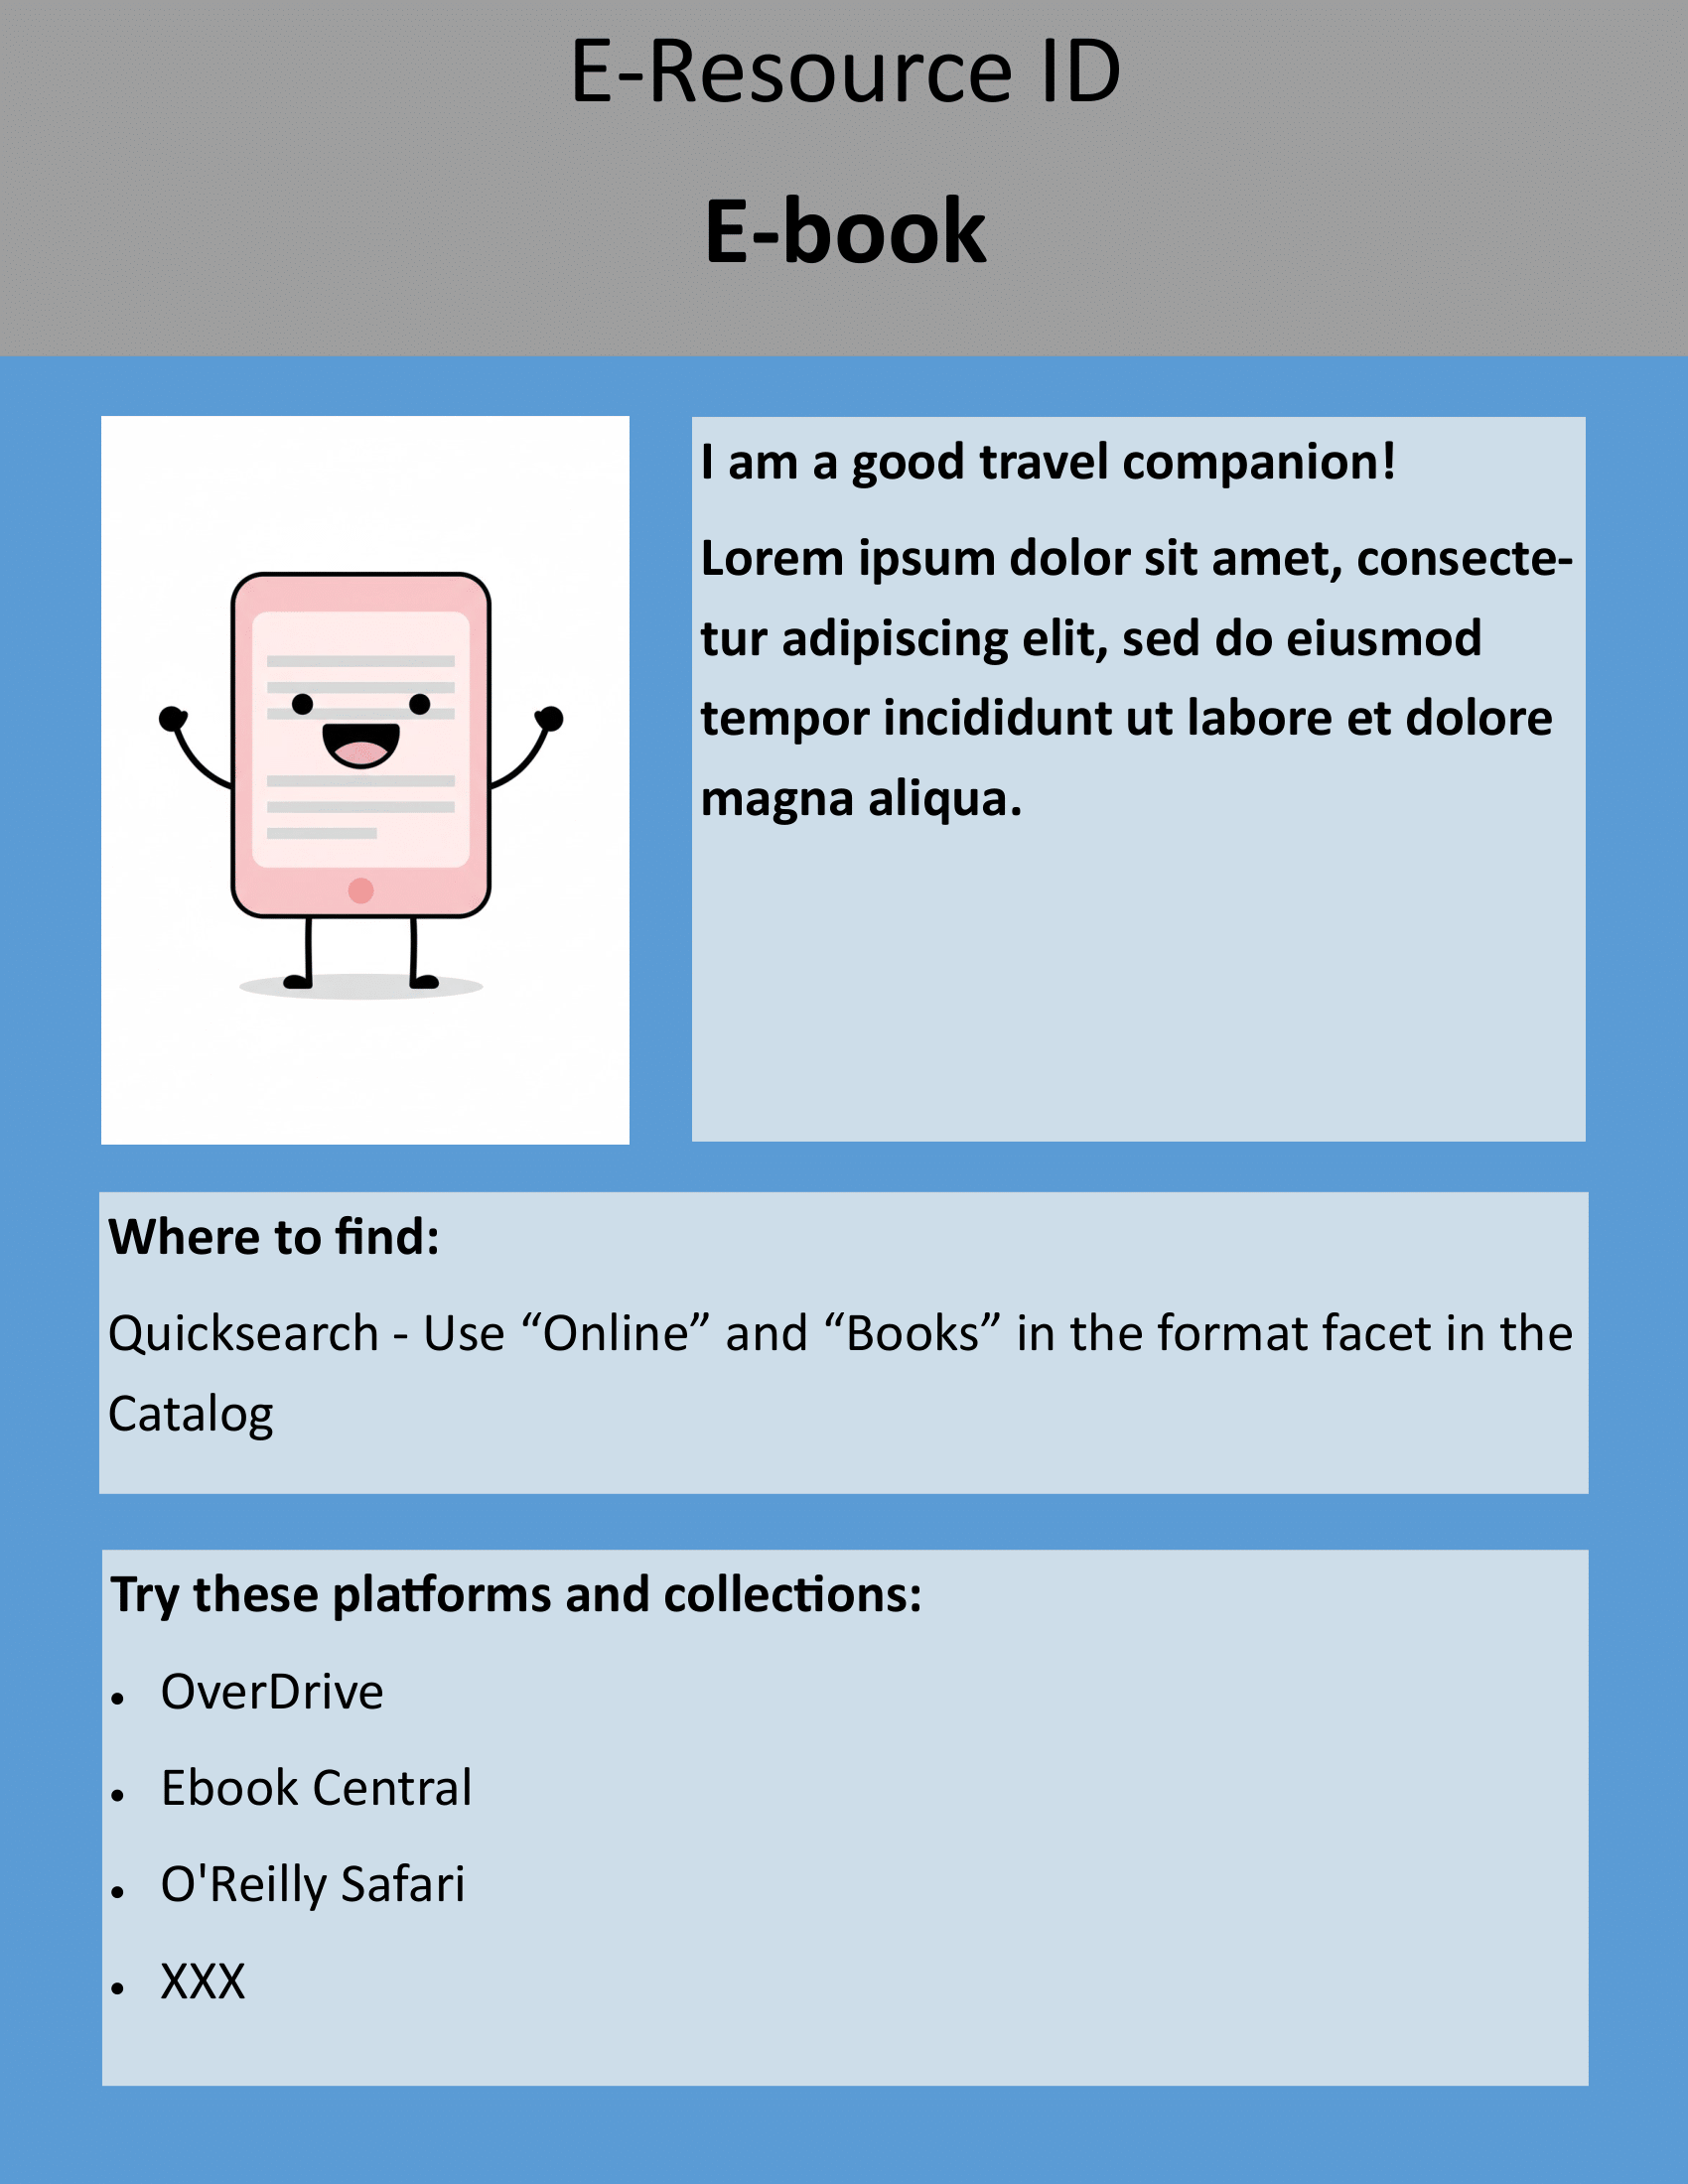 E-Resource ID
E-book
I am a good travel companion!
Lorem ipsum dolor sit amet, consecte-
tur adipiscing elit, sed do eiusmod
tempor incididunt ut labore et dolore
magna aliqua.
Where to find:
Quicksearch - Use “Online” and “Books” in the format facet in the
Catalog
Try these platforms and collections:
• OverDrive
• Ebook Central
• O'Reilly Safari
• XXX